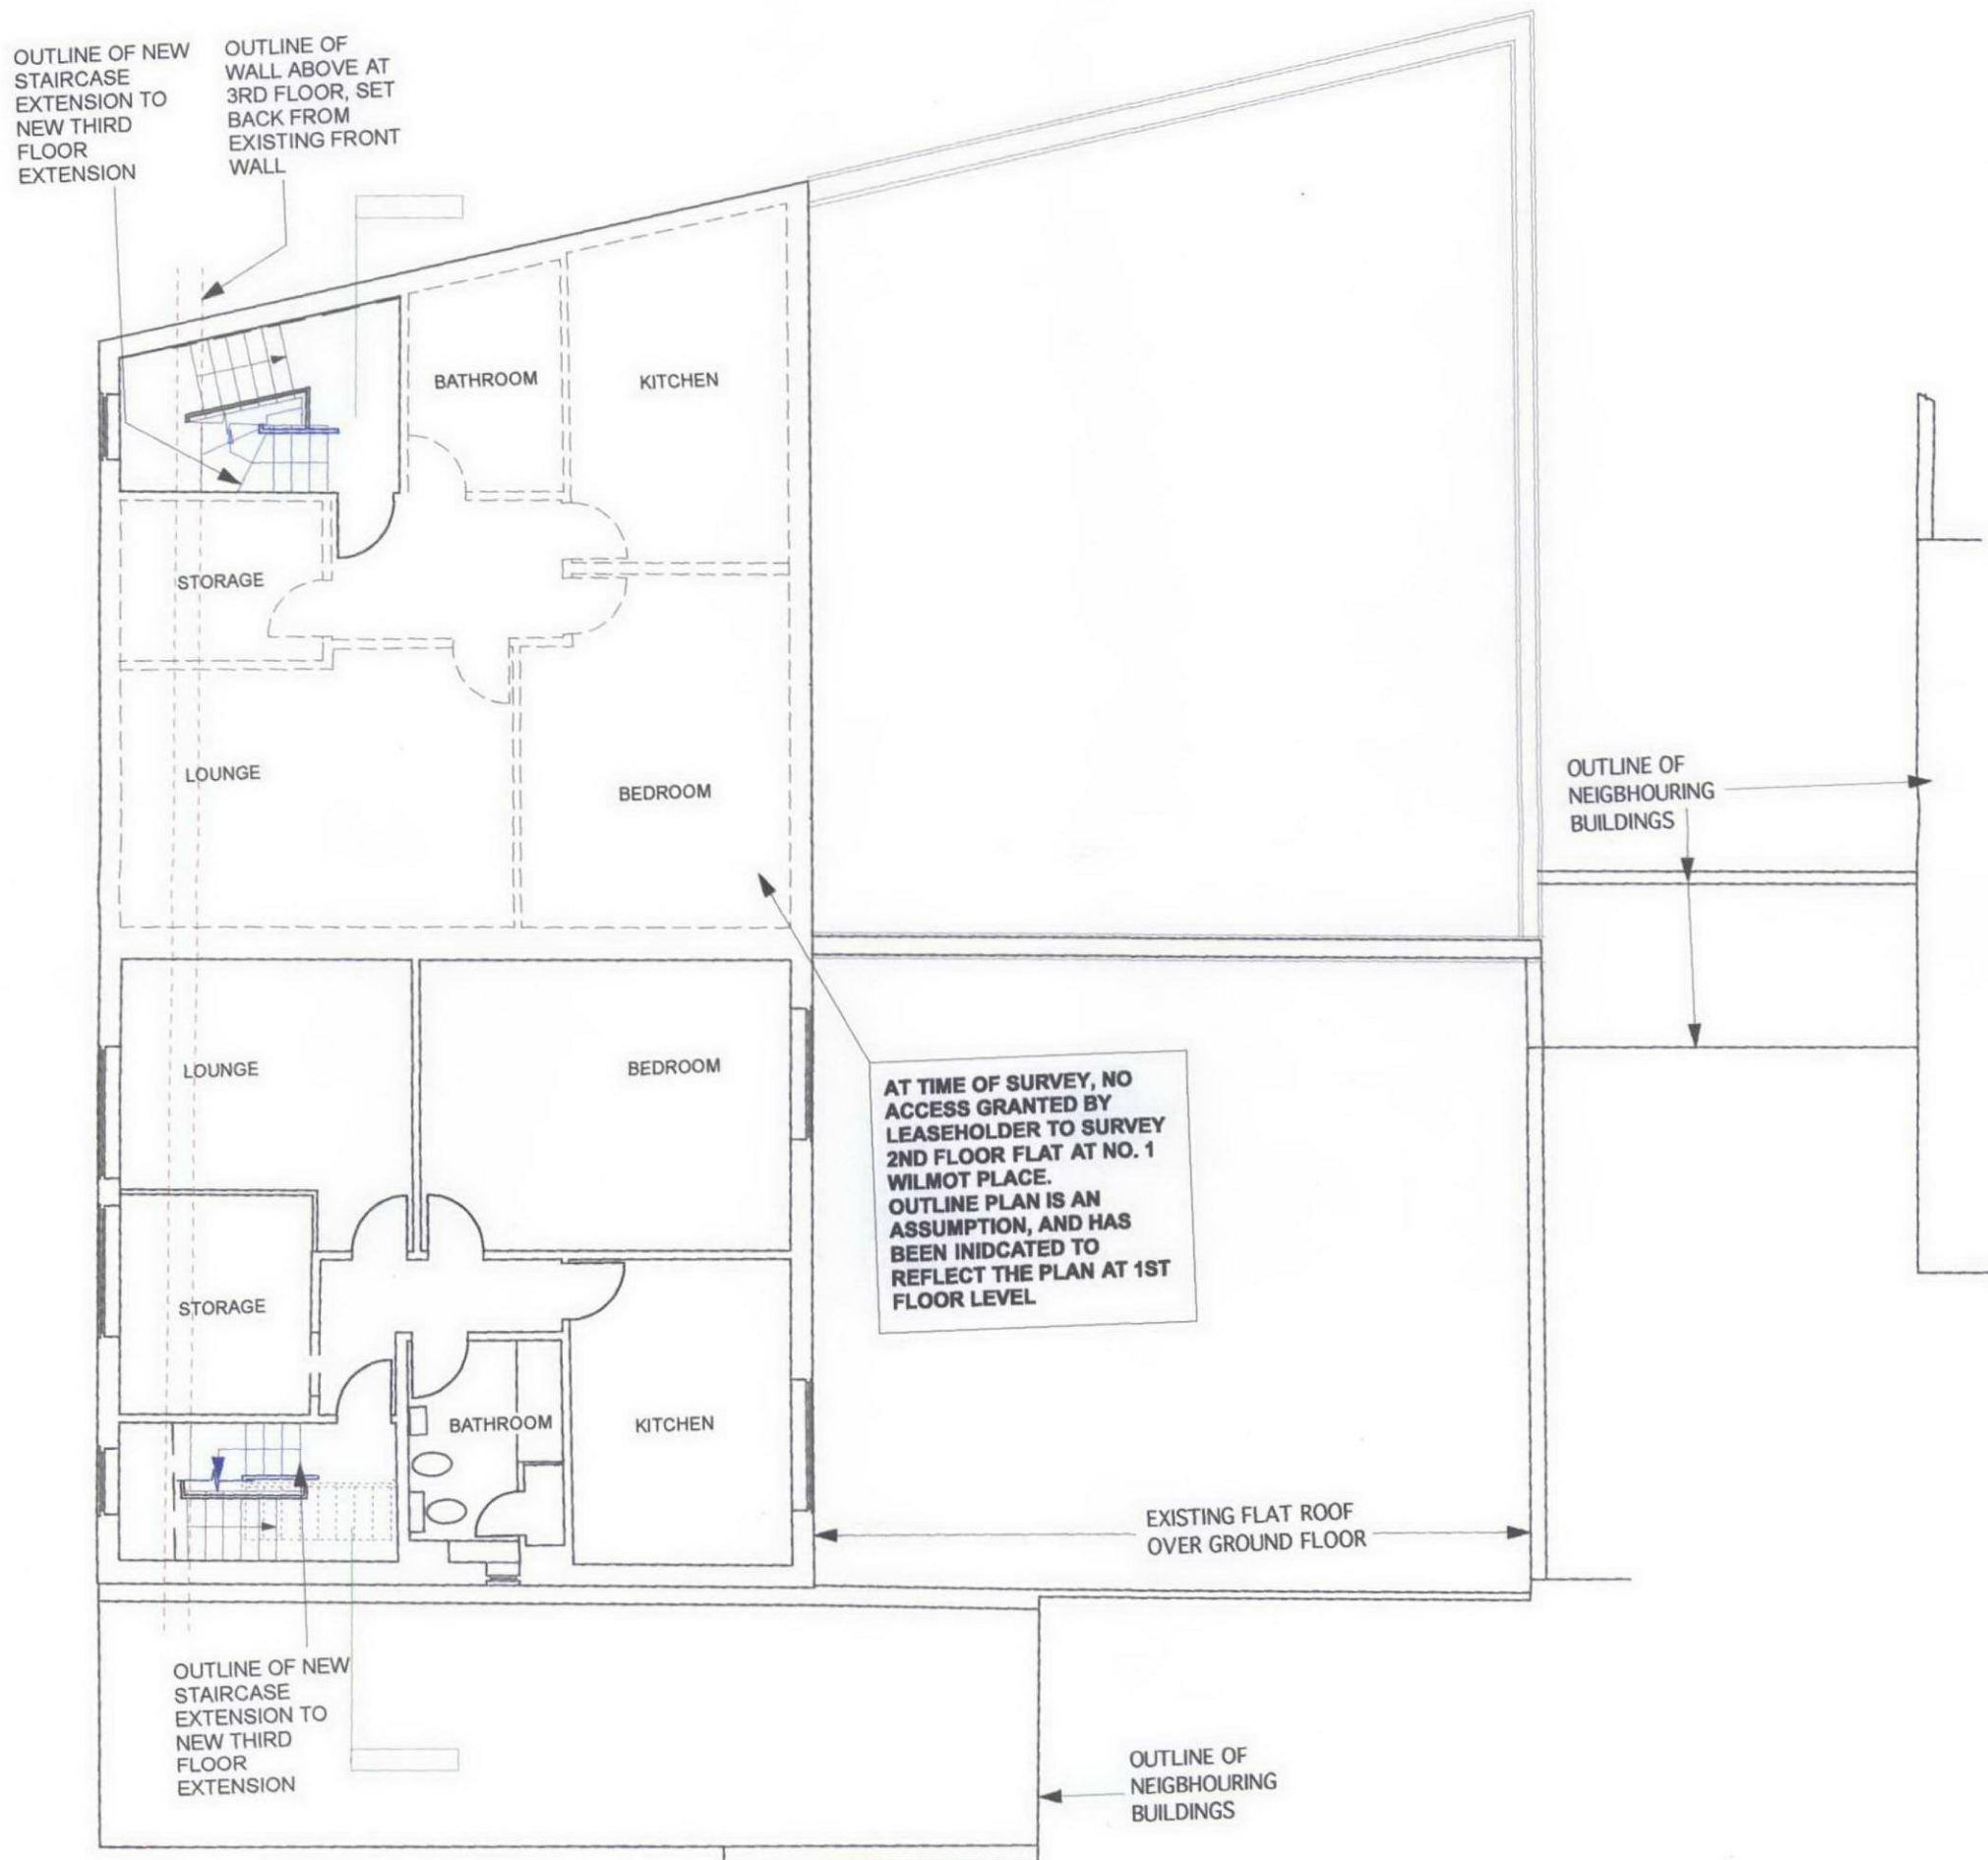 OUTLINE OF NEW
STAIRCASE
EXTENSION TO
NEW THIRD
FLOOR
EXTENSION
OUTLINE OF
WALL ABOVE AT
3RD FLOOR, SET
BACK FROM
EXISTING FRONT
WALL
BATHROOM
KITCHEN
STORAGE
LOUNGE
BEDROOM
OUTLINE OF
NEIGBHOURING
BUILDINGS
LOUNGE
BEDROOM
AT TIME OF SURVEY, NO
ACCESS GRANTED BY
LEASEHOLDER TO SURVEY
2ND FLOOR FLAT AT NO. 1
WILMOT PLACE.
OUTLINE PLAN IS AN
ASSUMPTION, AND HAS
BEEN INIDCATED TO
REFLECT THE PLAN AT 1ST
FLOOR LEVEL
STORAGE
BATHROOM
KITCHEN
EXISTING FLAT ROOF
OVER GROUND FLOOR
OUTLINE OF NEW
STAIRCASE
EXTENSION TO
NEW THIRD
FLOOR
EXTENSION
OUTLINE OF
NEIGBHOURING
BUILDINGS